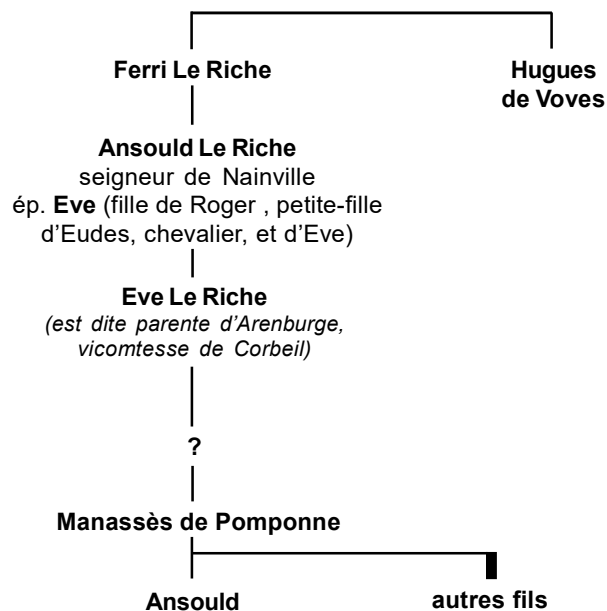 Ferri Le Riche
Hugues
de Voves
Ansould Le Riche
seigneur de Nainville
ép. Eve (fille de Roger , petite-fille
d’Eudes, chevalier, et d’Eve)
Eve Le Riche
(est dite parente d’Arenburge,
vicomtesse de Corbeil)
?
Manassès de Pomponne
Ansould
autres fils